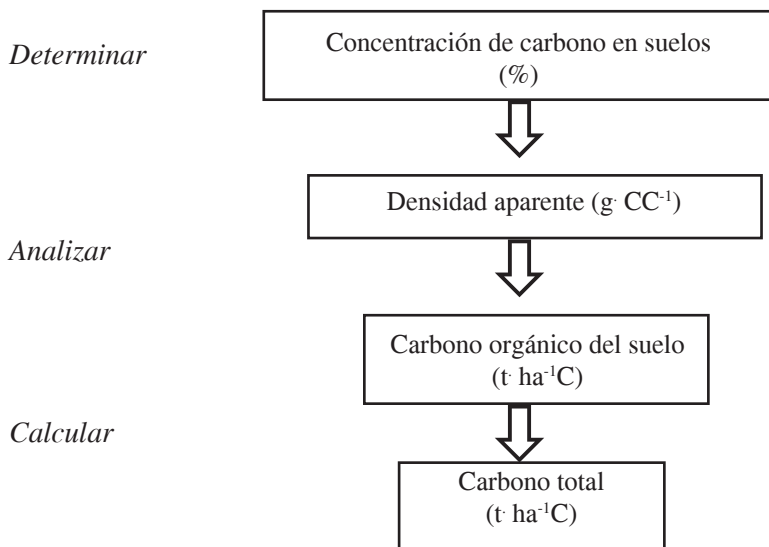 Determinar
Concentración de carbono en suelos
(%)
Densidad aparente (g· CC⁻¹)
Analizar
Carbono orgánico del suelo
(t· ha⁻¹C)
Calcular
Carbono total
(t· ha⁻¹C)